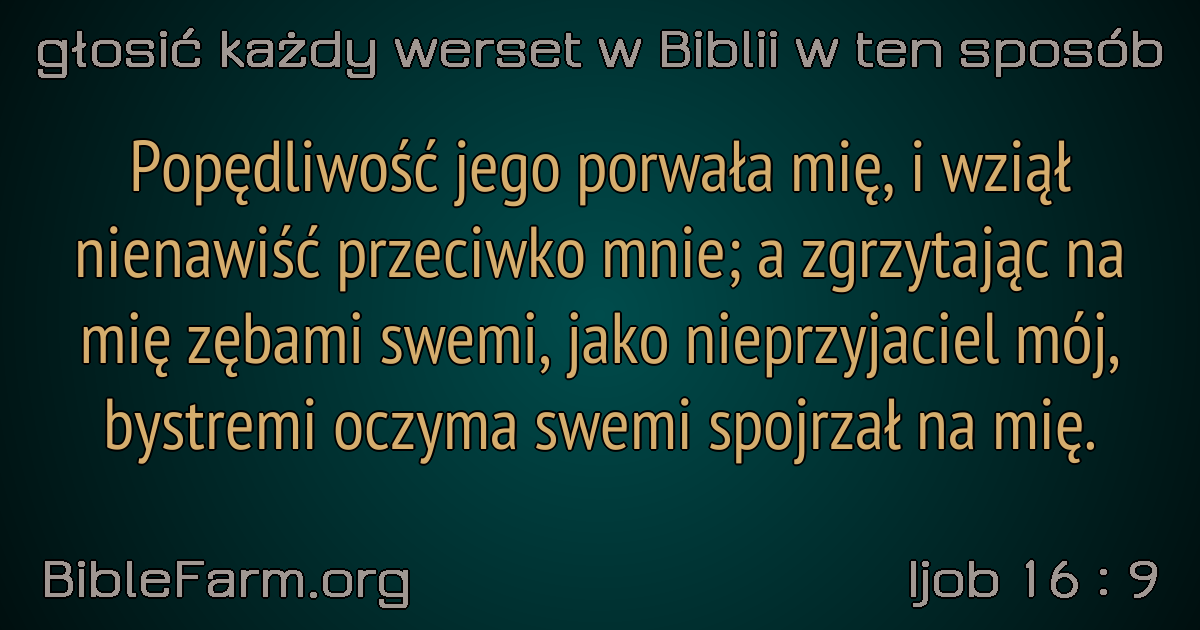 głosić każdy werset w Biblii w ten sposób
Popędliwość jego porwała mię, i wziął
nienawiść przeciwko mnie; a zgrzytając na
mię zębami swemi, jako nieprzyjaciel mój,
bystremi oczyma swemi spojrzał na mię.
BibleFarm.org
Ijob 16 : 9